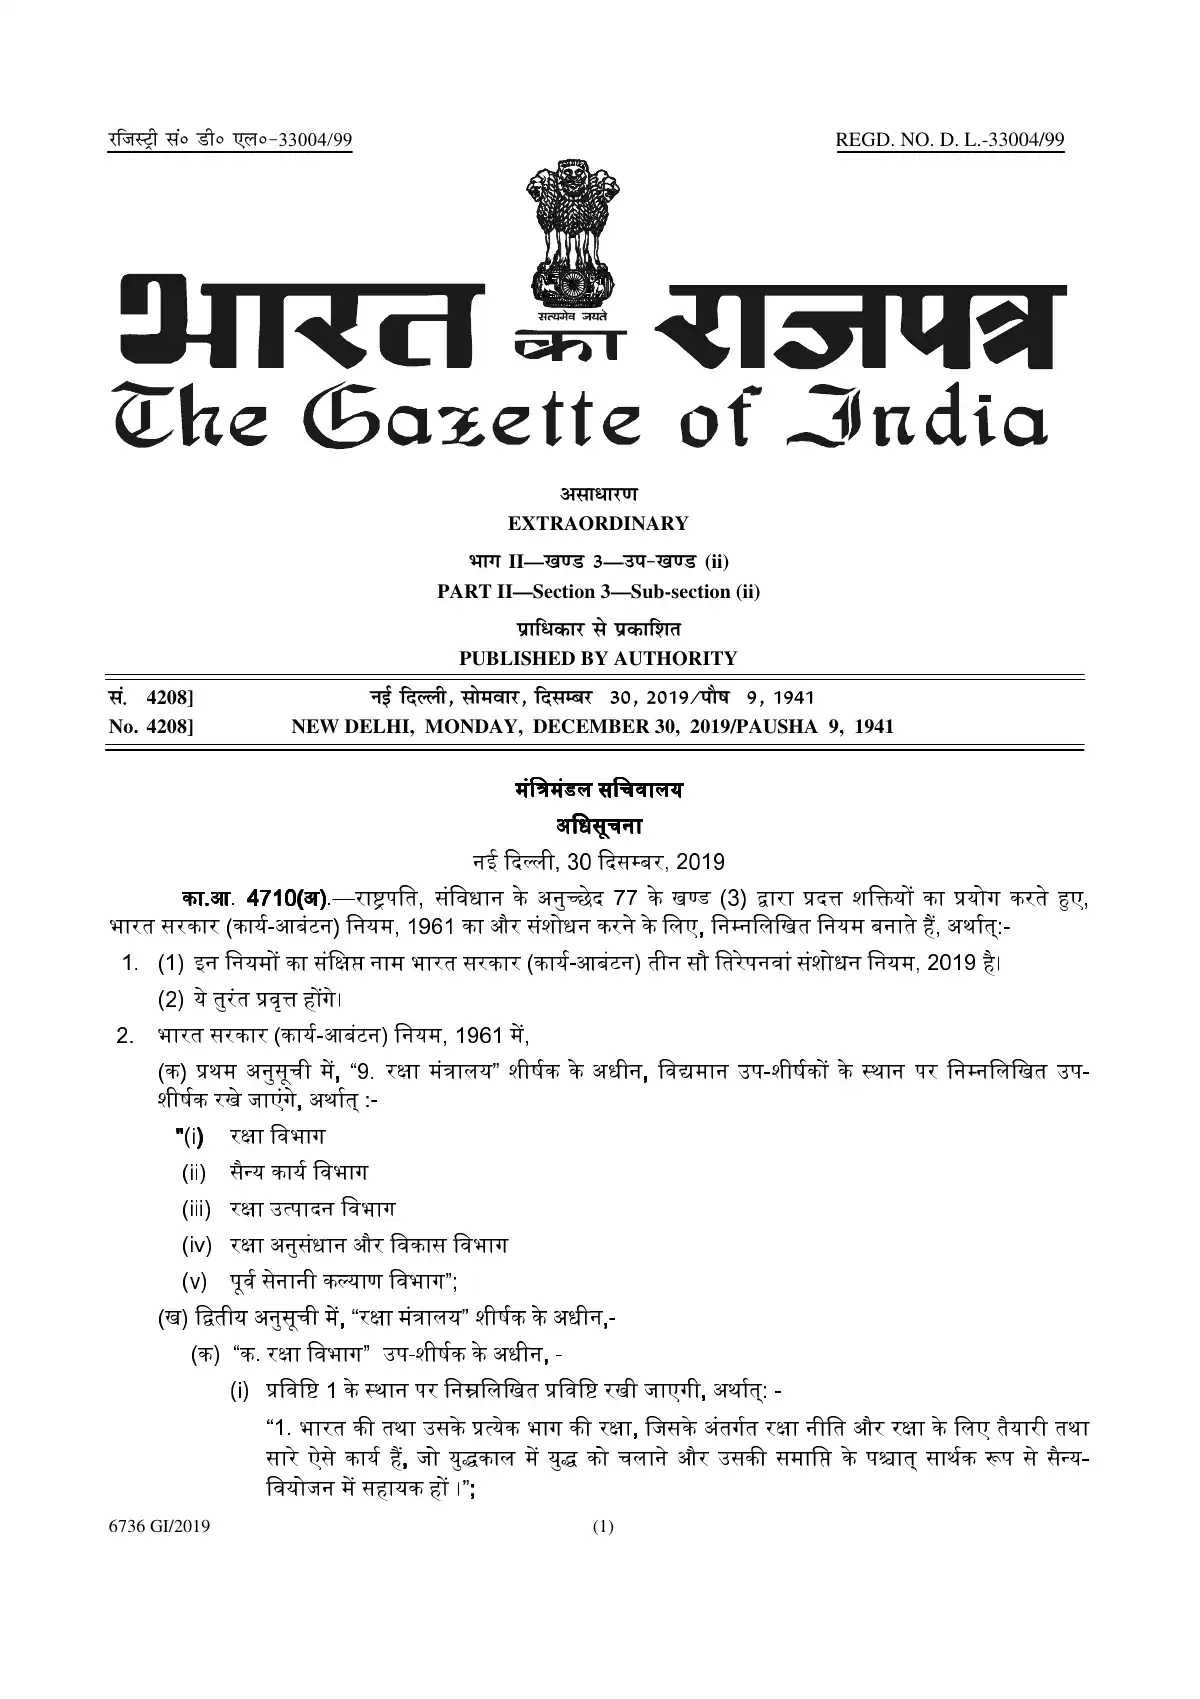 रजिस्ट्री सं० डी० एल०-33004/99
REGD. NO. D. L.-33004/99
सत्यमेव जयते
भारत का राजपत्र
The Gazette of India
असाधारण
EXTRAORDINARY
भाग II—खण्ड 3—उप-खण्ड (ii)
PART II—Section 3—Sub-section (ii)
प्राधिकार से प्रकाशित
PUBLISHED BY AUTHORITY
सं. 4208] नई दिल्ली, सोमवार, दिसम्बर 30, 2019/पौष 9, 1941
No. 4208] NEW DELHI, MONDAY, DECEMBER 30, 2019/PAUSHA 9, 1941
मंत्रिमंडल सचिवालय
अधिसूचना
नई दिल्ली, 30 दिसम्बर, 2019
का.आ. 4710(अ).—राष्ट्रपति, संविधान के अनुच्छेद 77 के खण्ड (3) द्वारा प्रदत्त शक्तियों का प्रयोग करते हुए,
भारत सरकार (कार्य-आबंटन) नियम, 1961 का और संशोधन करने के लिए, निम्नलिखित नियम बनाते हैं, अर्थात्:-
1. (1) इन नियमों का संक्षिप्त नाम भारत सरकार (कार्य-आबंटन) तीन सौ तिरेपनवां संशोधन नियम, 2019 है।
(2) ये तुरंत प्रवृत्त होंगे।
2. भारत सरकार (कार्य-आबंटन) नियम, 1961 में,
(क) प्रथम अनुसूची में, “9. रक्षा मंत्रालय” शीर्षक के अधीन, विद्यमान उप-शीर्षकों के स्थान पर निम्नलिखित उप-
शीर्षक रखे जाएंगे, अर्थात् :-
"(i) रक्षा विभाग
(ii) सैन्य कार्य विभाग
(iii) रक्षा उत्पादन विभाग
(iv) रक्षा अनुसंधान और विकास विभाग
(v) पूर्व सेनानी कल्याण विभाग”;
(ख) द्वितीय अनुसूची में, “रक्षा मंत्रालय” शीर्षक के अधीन,-
(क) “क. रक्षा विभाग” उप-शीर्षक के अधीन, -
(i) प्रविष्टि 1 के स्थान पर निम्नलिखित प्रविष्टि रखी जाएगी, अर्थात्: -
“1. भारत की तथा उसके प्रत्येक भाग की रक्षा, जिसके अंतर्गत रक्षा नीति और रक्षा के लिए तैयारी तथा
सारे ऐसे कार्य हैं, जो युद्धकाल में युद्ध को चलाने और उसकी समाप्ति के पश्चात् सार्थक रूप से सैन्य-
वियोजन में सहायक हों ।”;
6736 GI/2019 (1)